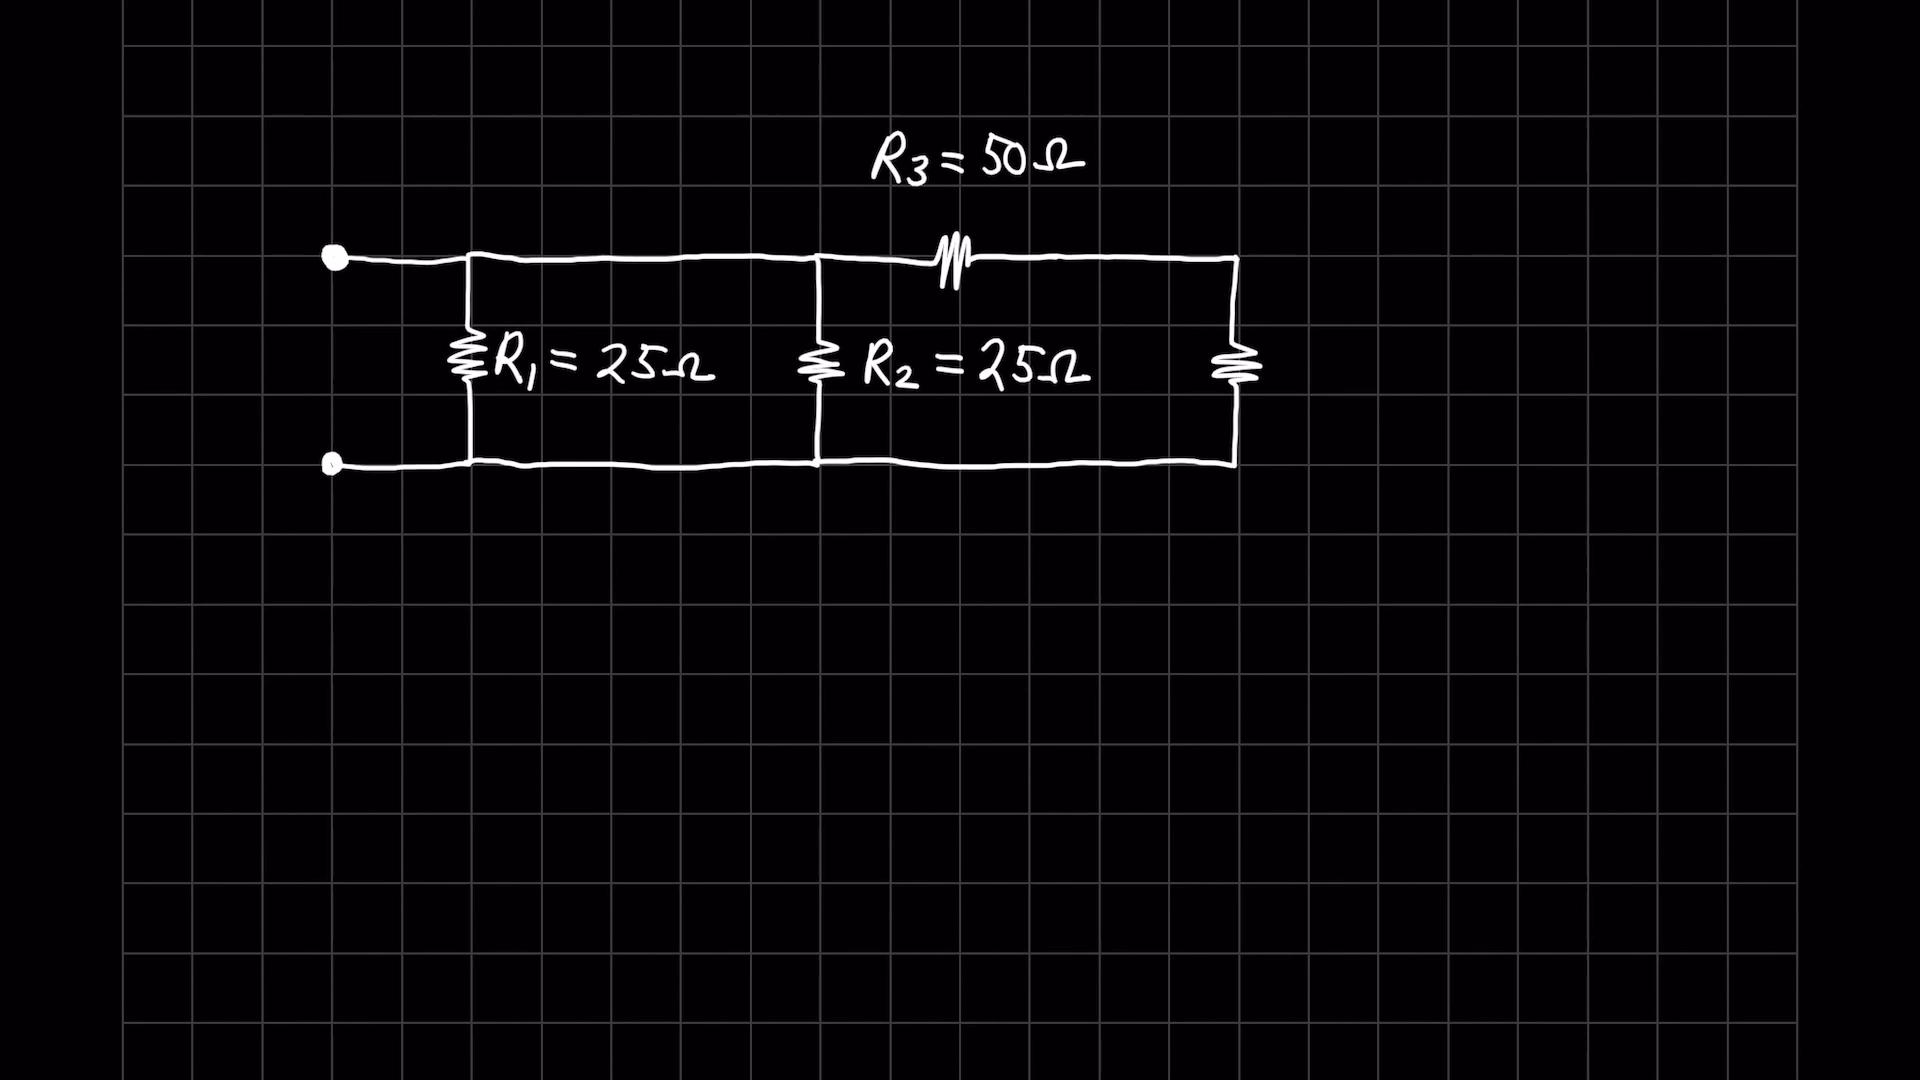 R₃ = 50Ω
R₁ = 25Ω
R₂ = 25Ω